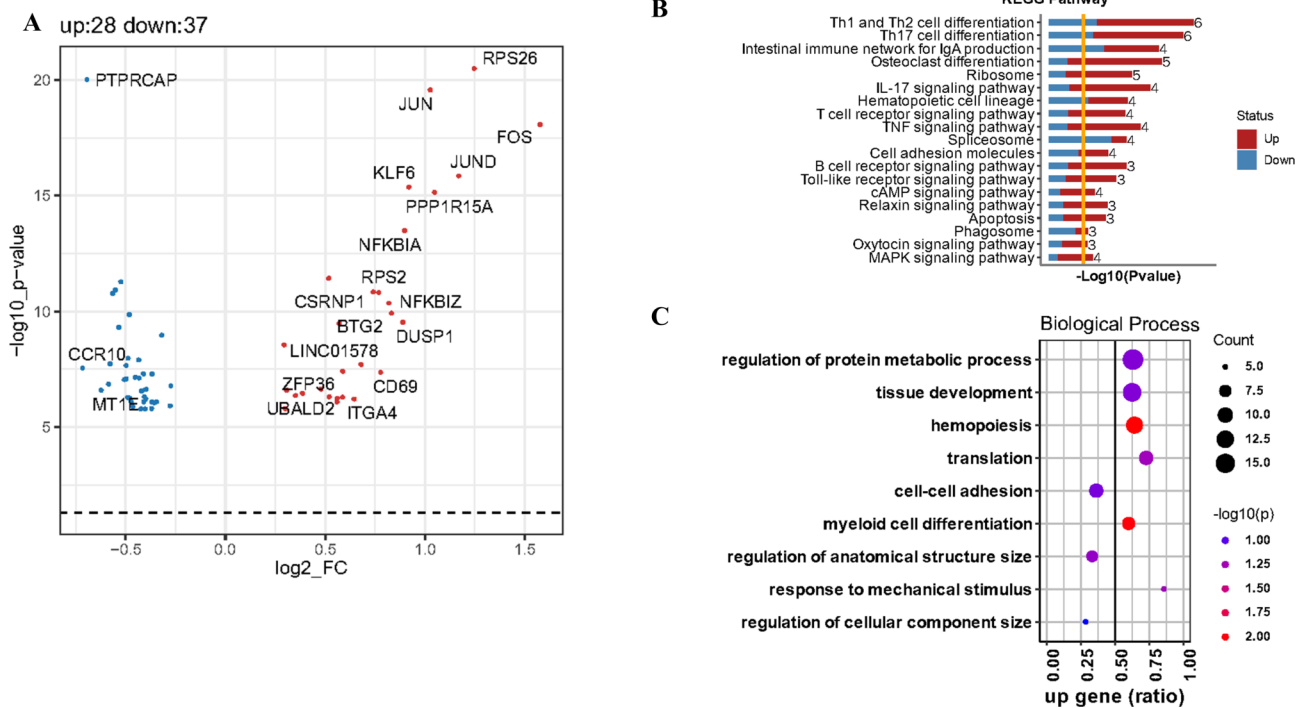 A
up:28 down:37
−log10_p−value
20
15
10
5
PTPRCAP
RPS26
JUN
FOS
JUND
KLF6
PPP1R15A
NFKBIA
RPS2
CSRNP1
NFKBIZ
BTG2
DUSP1
LINC01578
CCR10
ZFP36
CD69
MT1E
UBALD2
ITGA4
−0.5 0.0 0.5 1.0 1.5
log2_FC
B
KEGG Pathway
Th1 and Th2 cell differentiation 6
Th17 cell differentiation 6
Intestinal immune network for IgA production 4
Osteoclast differentiation 5
Ribosome 5
IL-17 signaling pathway 4
Hematopoietic cell lineage 4
T cell receptor signaling pathway 4
TNF signaling pathway 4
Spliceosome 4
Cell adhesion molecules 4
B cell receptor signaling pathway 3
Toll-like receptor signaling pathway 3
cAMP signaling pathway 4
Relaxin signaling pathway 3
Apoptosis 3
Phagosome 3
Oxytocin signaling pathway 3
MAPK signaling pathway 4
-Log10(Pvalue)
Status
Up
Down
C
Biological Process
regulation of protein metabolic process
tissue development
hemopoiesis
translation
cell-cell adhesion
myeloid cell differentiation
regulation of anatomical structure size
response to mechanical stimulus
regulation of cellular component size
0.00 0.25 0.50 0.75 1.00
up gene (ratio)
Count
5.0
7.5
10.0
12.5
15.0
-log10(p)
1.00
1.25
1.50
1.75
2.00